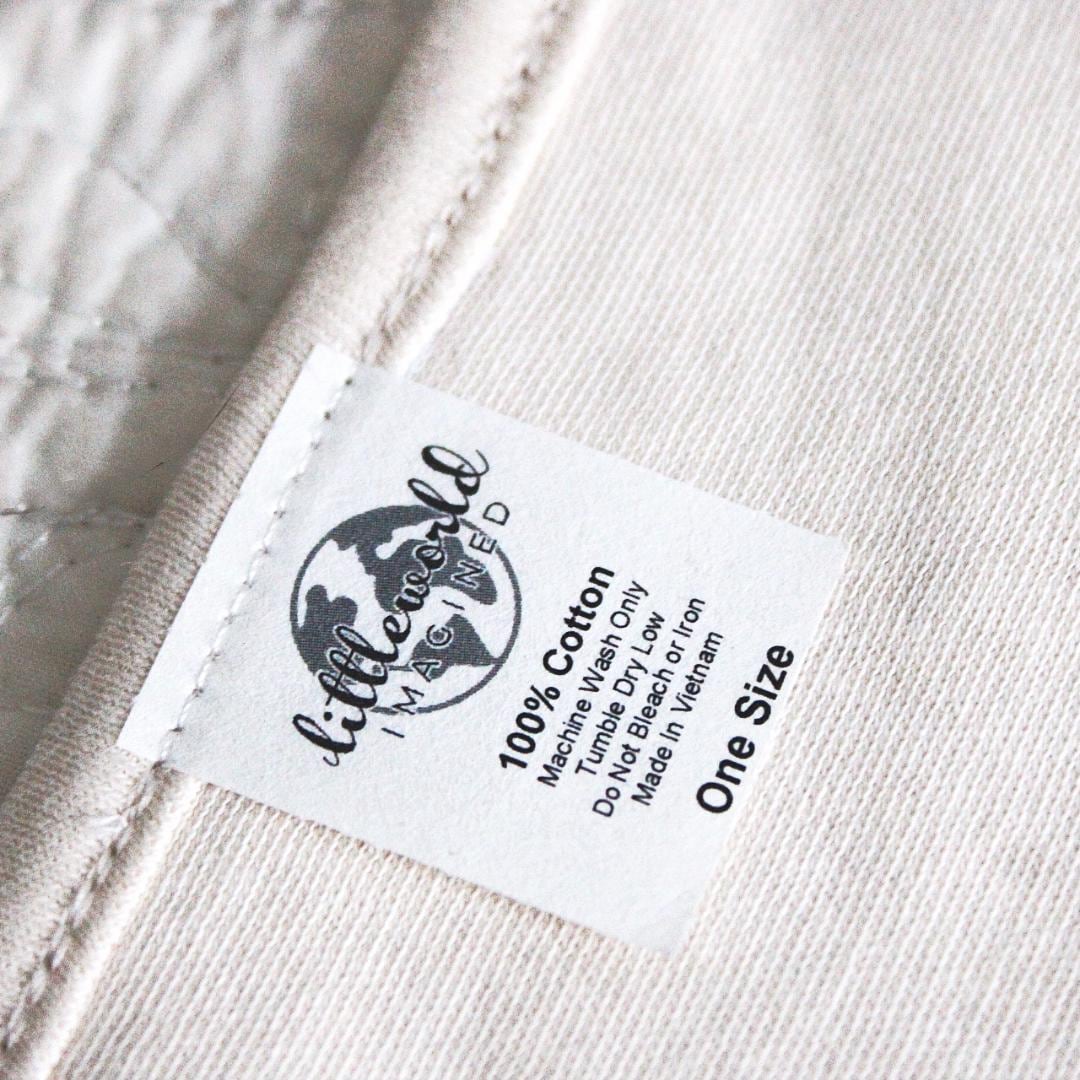 littleworld
IMAGINED
100% Cotton
Machine Wash Only
Tumble Dry Low
Do Not Bleach or Iron
Made In Vietnam
One Size